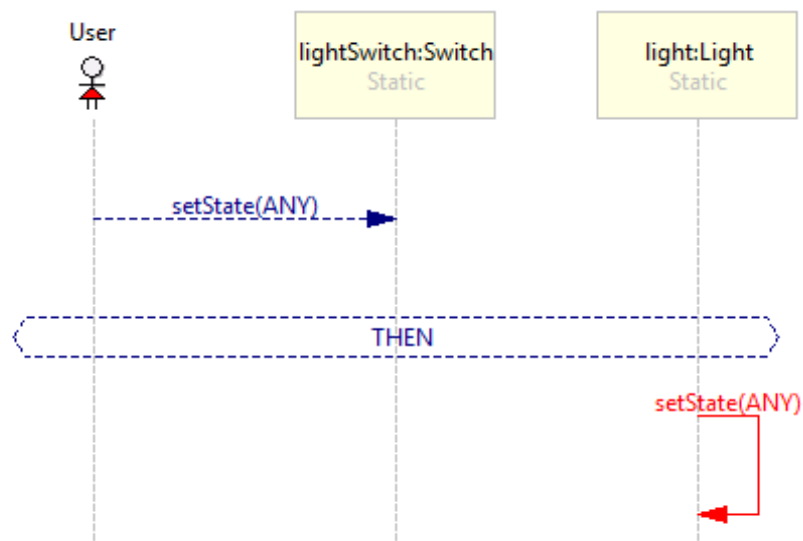 User
lightSwitch:Switch
Static
light:Light
Static
setState(ANY)
THEN
setState(ANY)